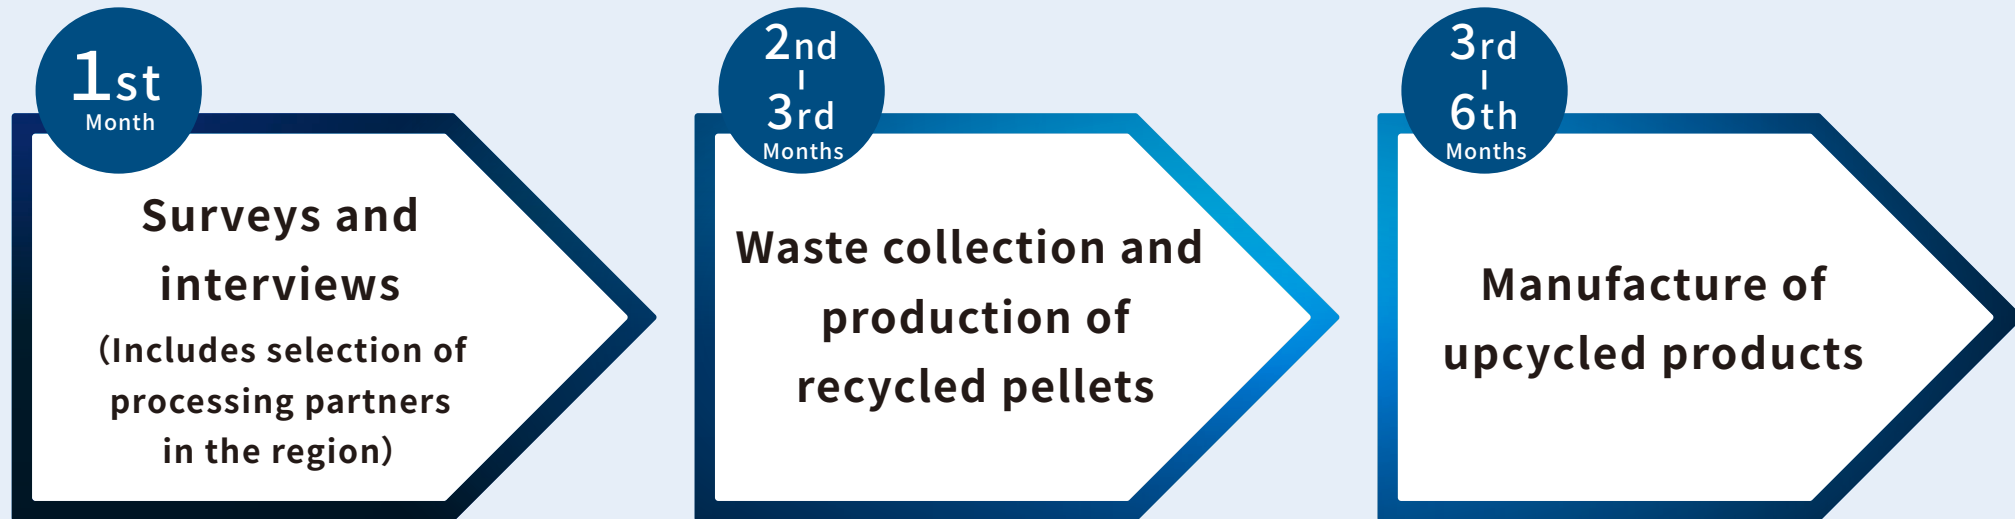 1st
Month
Surveys and
interviews
(Includes selection of
processing partners
in the region)
2nd
-
3rd
Months
Waste collection and
production of
recycled pellets
3rd
-
6th
Months
Manufacture of
upcycled products